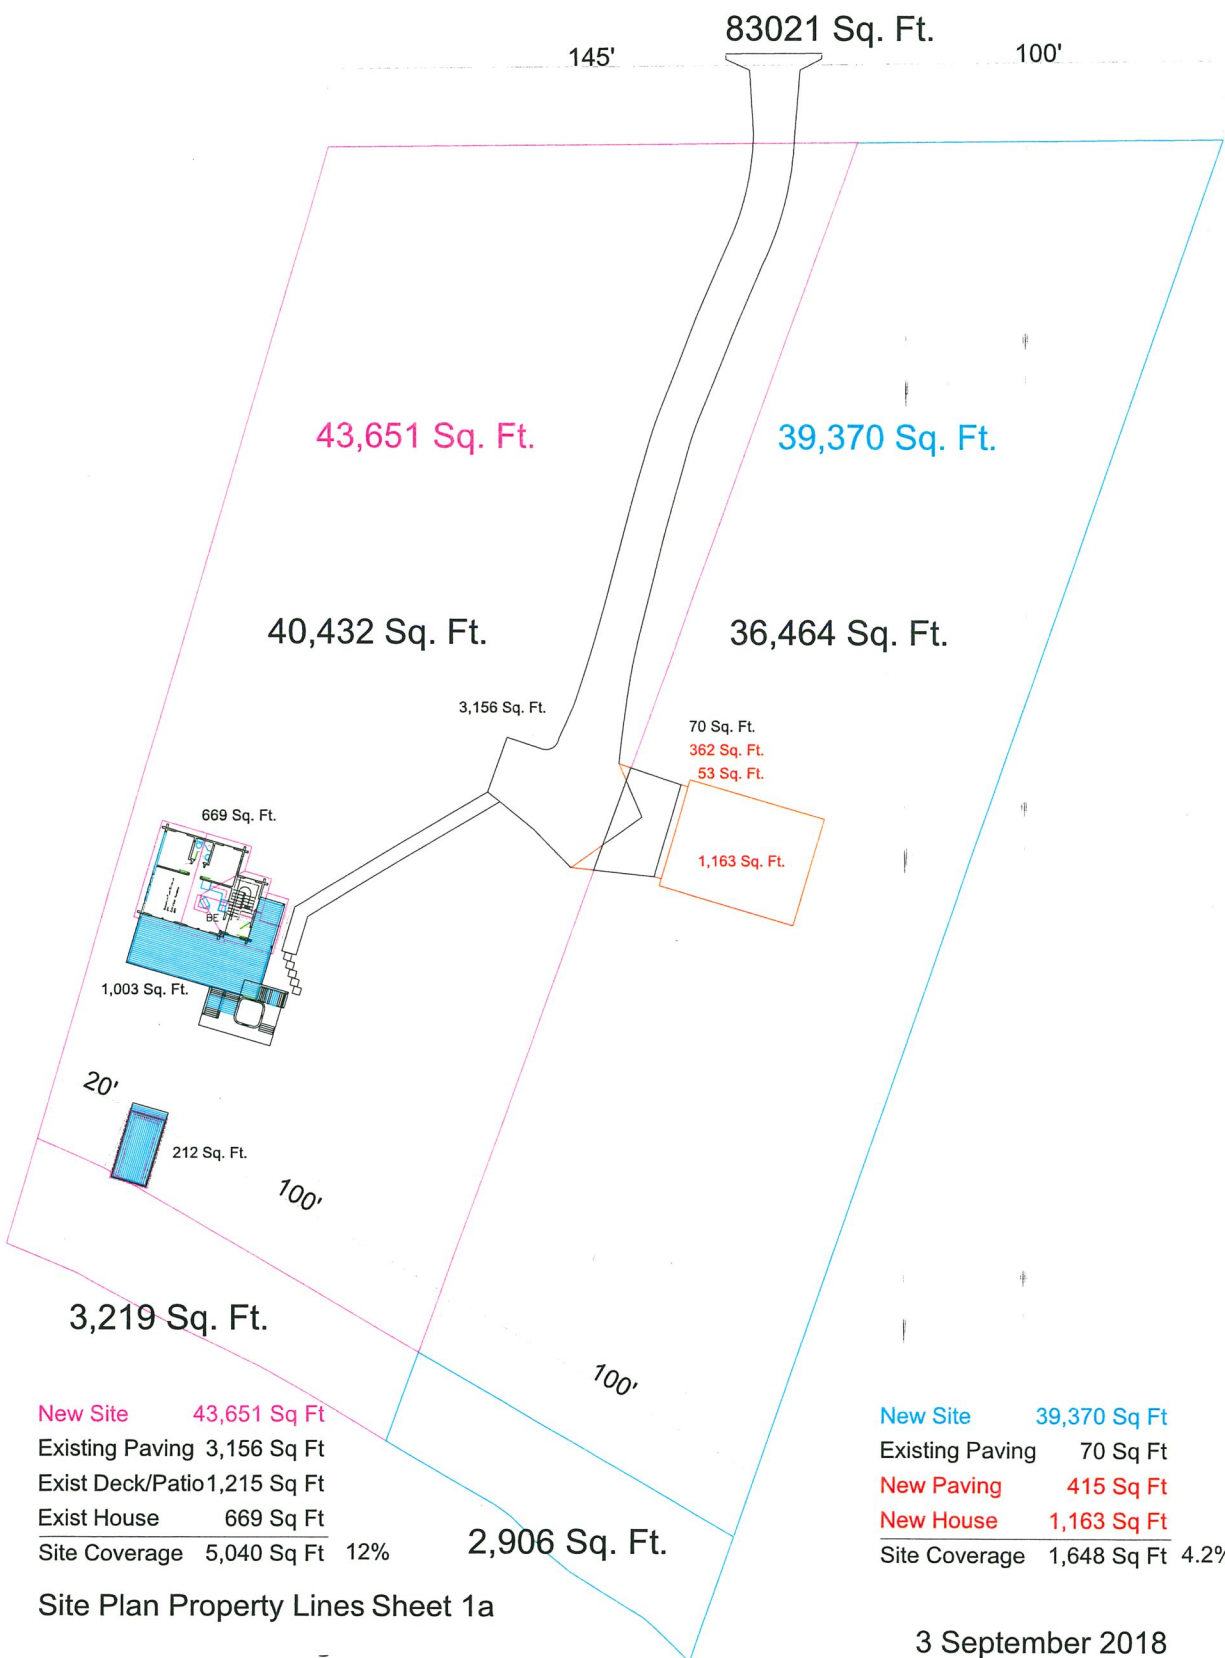 83021 Sq. Ft.
145'
100'
43,651 Sq. Ft.
39,370 Sq. Ft.
40,432 Sq. Ft.
36,464 Sq. Ft.
3,156 Sq. Ft.
70 Sq. Ft.
362 Sq. Ft.
53 Sq. Ft.
669 Sq. Ft.
1,163 Sq. Ft.
BE
1,003 Sq. Ft.
20'
212 Sq. Ft.
100'
3,219 Sq. Ft.
100'
New Site 43,651 Sq Ft
Existing Paving 3,156 Sq Ft
Exist Deck/Patio 1,215 Sq Ft
Exist House 669 Sq Ft
Site Coverage 5,040 Sq Ft 12%
2,906 Sq. Ft.
New Site 39,370 Sq Ft
Existing Paving 70 Sq Ft
New Paving 415 Sq Ft
New House 1,163 Sq Ft
Site Coverage 1,648 Sq Ft 4.2%
Site Plan Property Lines Sheet 1a
3 September 2018